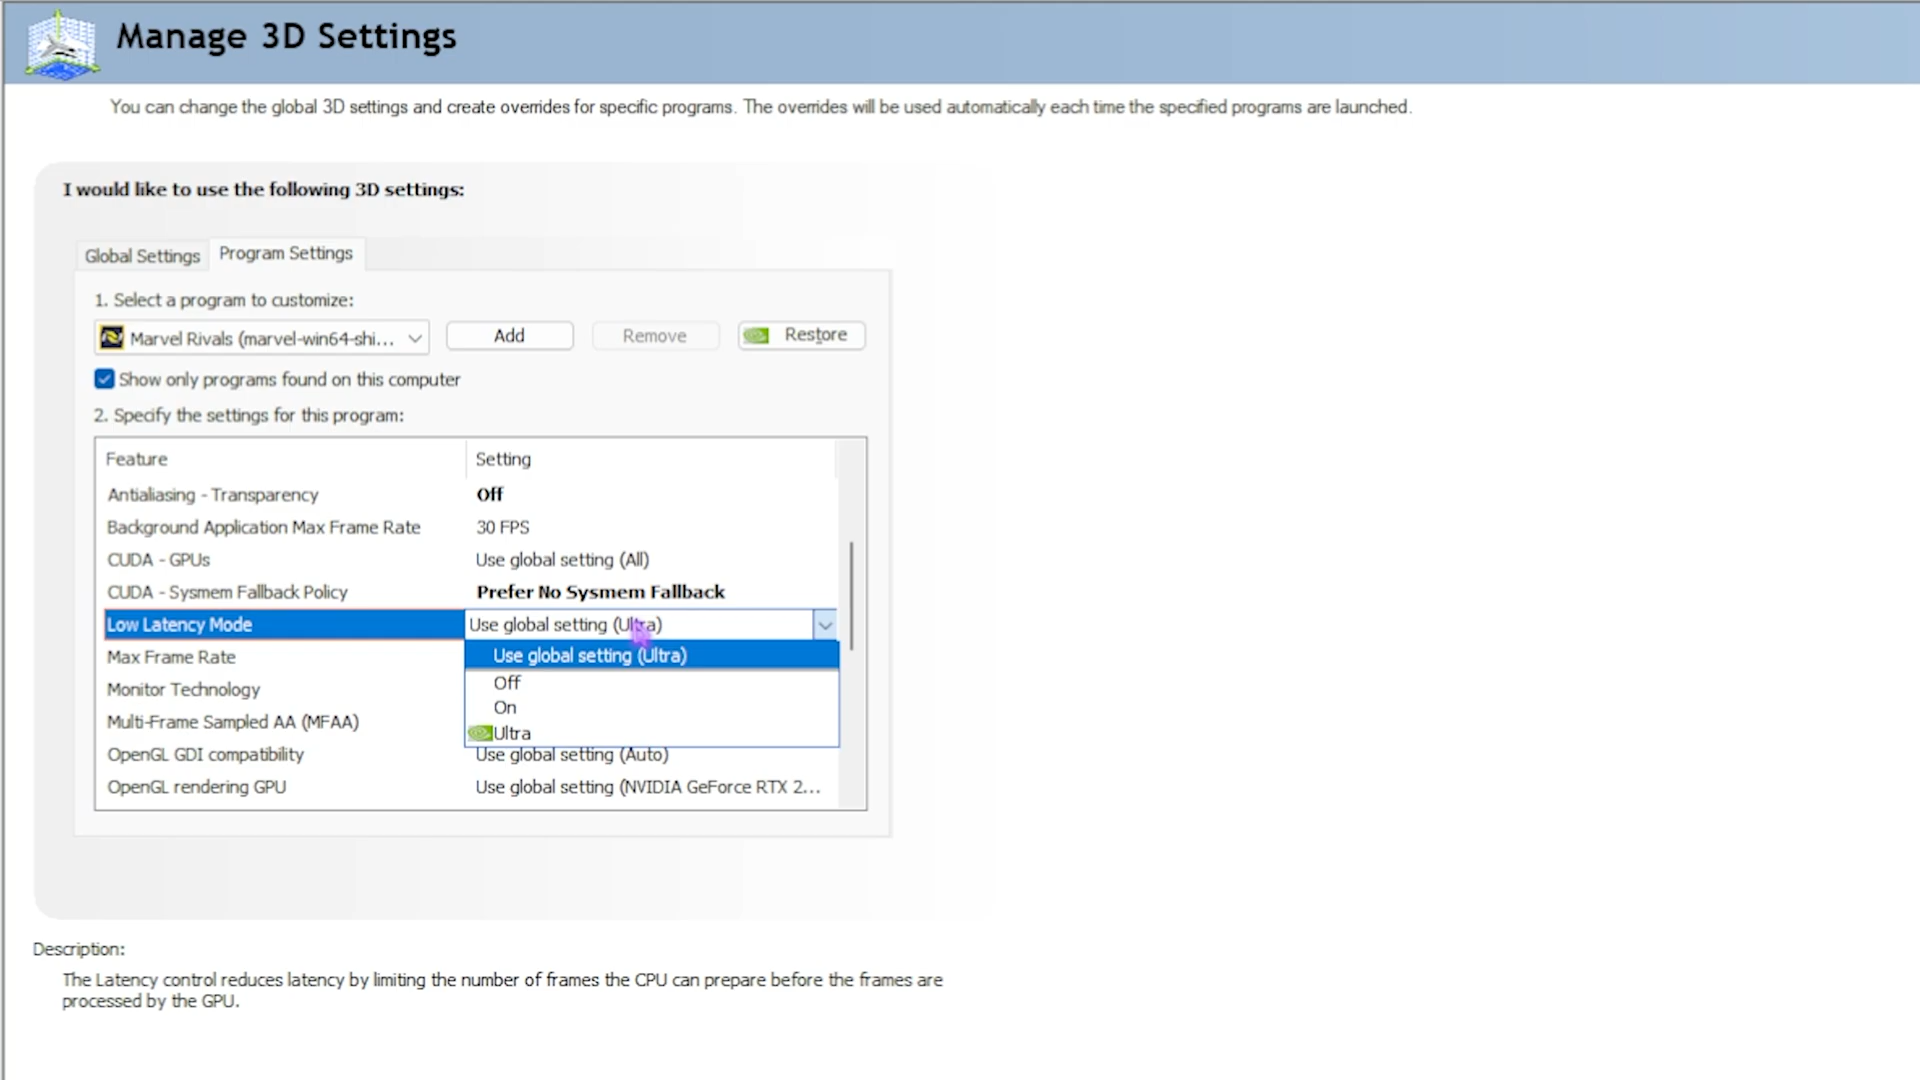 Manage 3D Settings
You can change the global 3D settings and create overrides for specific programs. The overrides will be used automatically each time the specified programs are launched.
I would like to use the following 3D settings:
Global Settings
Program Settings
1. Select a program to customize:
Marvel Rivals (marvel-win64-shi...
Add
Remove
Restore
Show only programs found on this computer
2. Specify the settings for this program:
Feature Setting
Antialiasing - Transparency Off
Background Application Max Frame Rate 30 FPS
CUDA - GPUs Use global setting (All)
CUDA - Sysmem Fallback Policy Prefer No Sysmem Fallback
Low Latency Mode Use global setting (Ultra)
Use global setting (Ultra)
Max Frame Rate
Off
Monitor Technology
On
Multi-Frame Sampled AA (MFAA)
Ultra
OpenGL GDI compatibility Use global setting (Auto)
OpenGL rendering GPU Use global setting (NVIDIA GeForce RTX 2...
Description:
The Latency control reduces latency by limiting the number of frames the CPU can prepare before the frames are
processed by the GPU.